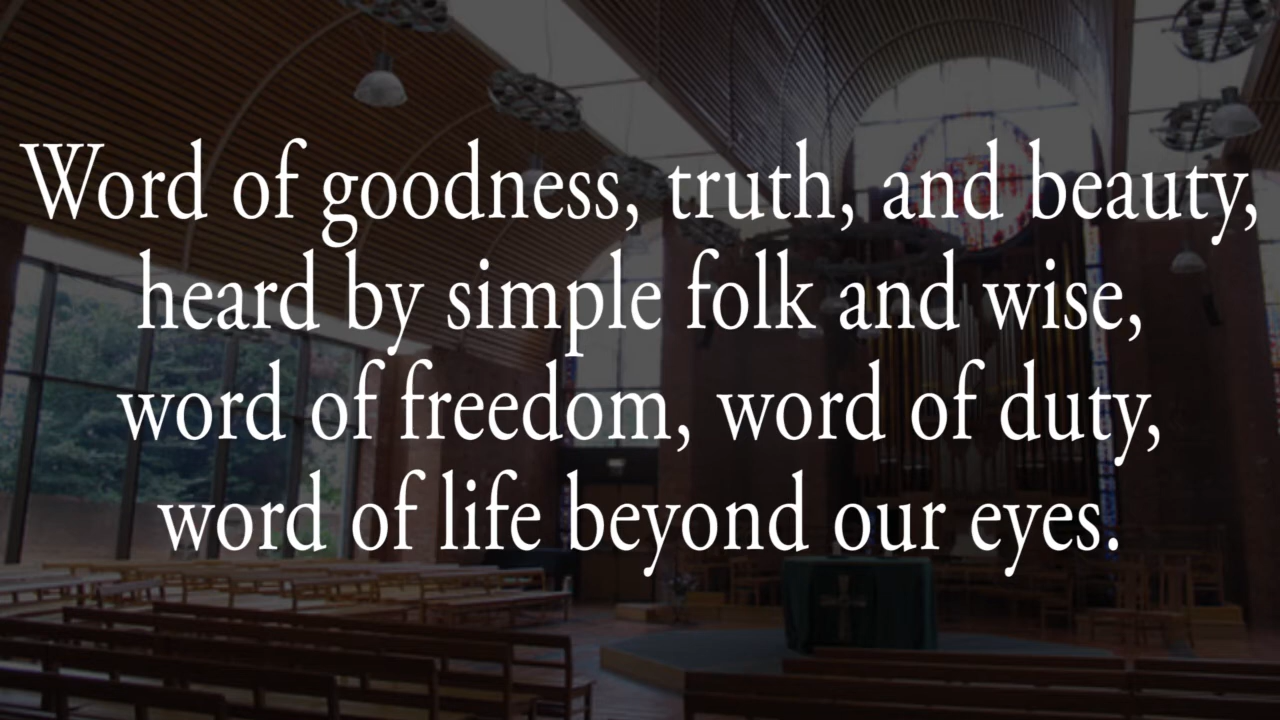 Word of goodness, truth, and beauty,
heard by simple folk and wise,
word of freedom, word of duty,
word of life beyond our eyes.